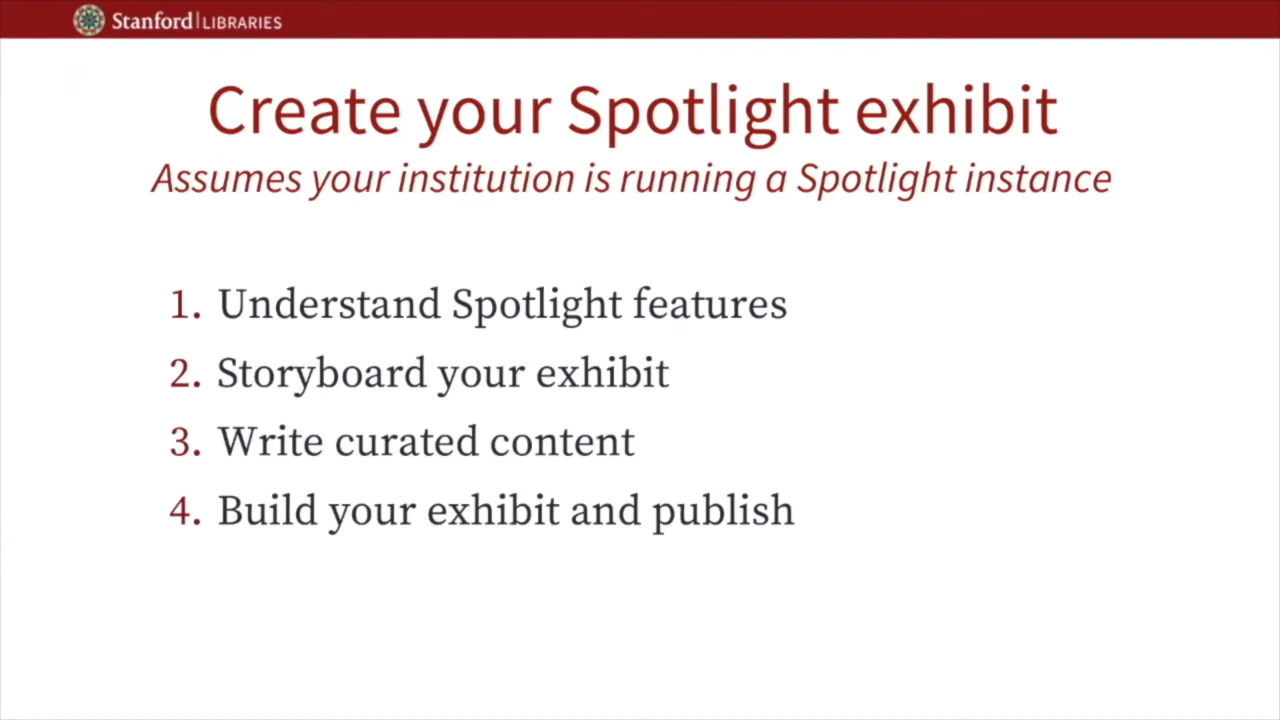 Stanford | LIBRARIES
Create your Spotlight exhibit
Assumes your institution is running a Spotlight instance
1. Understand Spotlight features
2. Storyboard your exhibit
3. Write curated content
4. Build your exhibit and publish